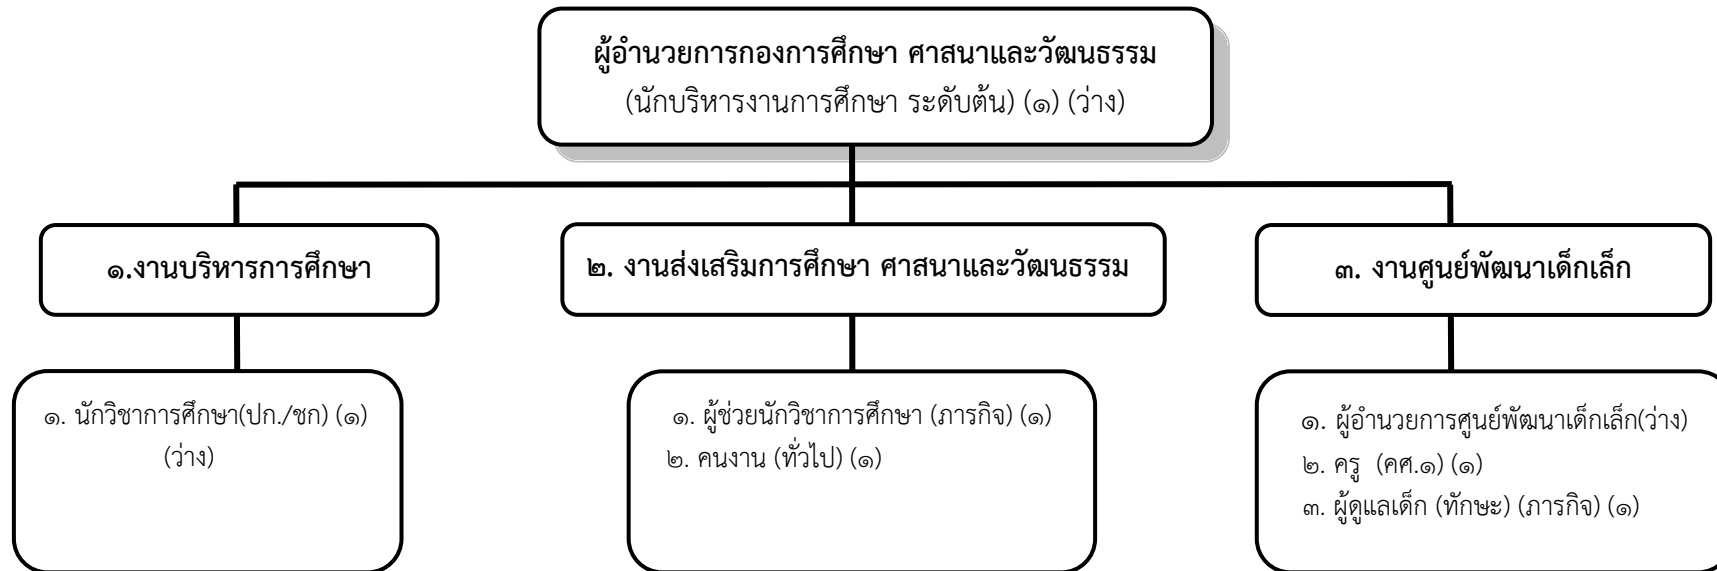 ผู้อำนวยการกองการศึกษา ศาสนาและวัฒนธรรม
(นักบริหารงานการศึกษา ระดับต้น) (๑) (ว่าง)
๑.งานบริหารการศึกษา
๒. งานส่งเสริมการศึกษา ศาสนาและวัฒนธรรม
๓. งานศูนย์พัฒนาเด็กเล็ก
๑. นักวิชาการศึกษา(ปก./ชก) (๑)
(ว่าง)
๑. ผู้ช่วยนักวิชาการศึกษา (ภารกิจ) (๑)
๒. คนงาน (ทั่วไป) (๑)
๑. ผู้อำนวยการศูนย์พัฒนาเด็กเล็ก(ว่าง)
๒. ครู (คศ.๑) (๑)
๓. ผู้ดูแลเด็ก (ทักษะ) (ภารกิจ) (๑)